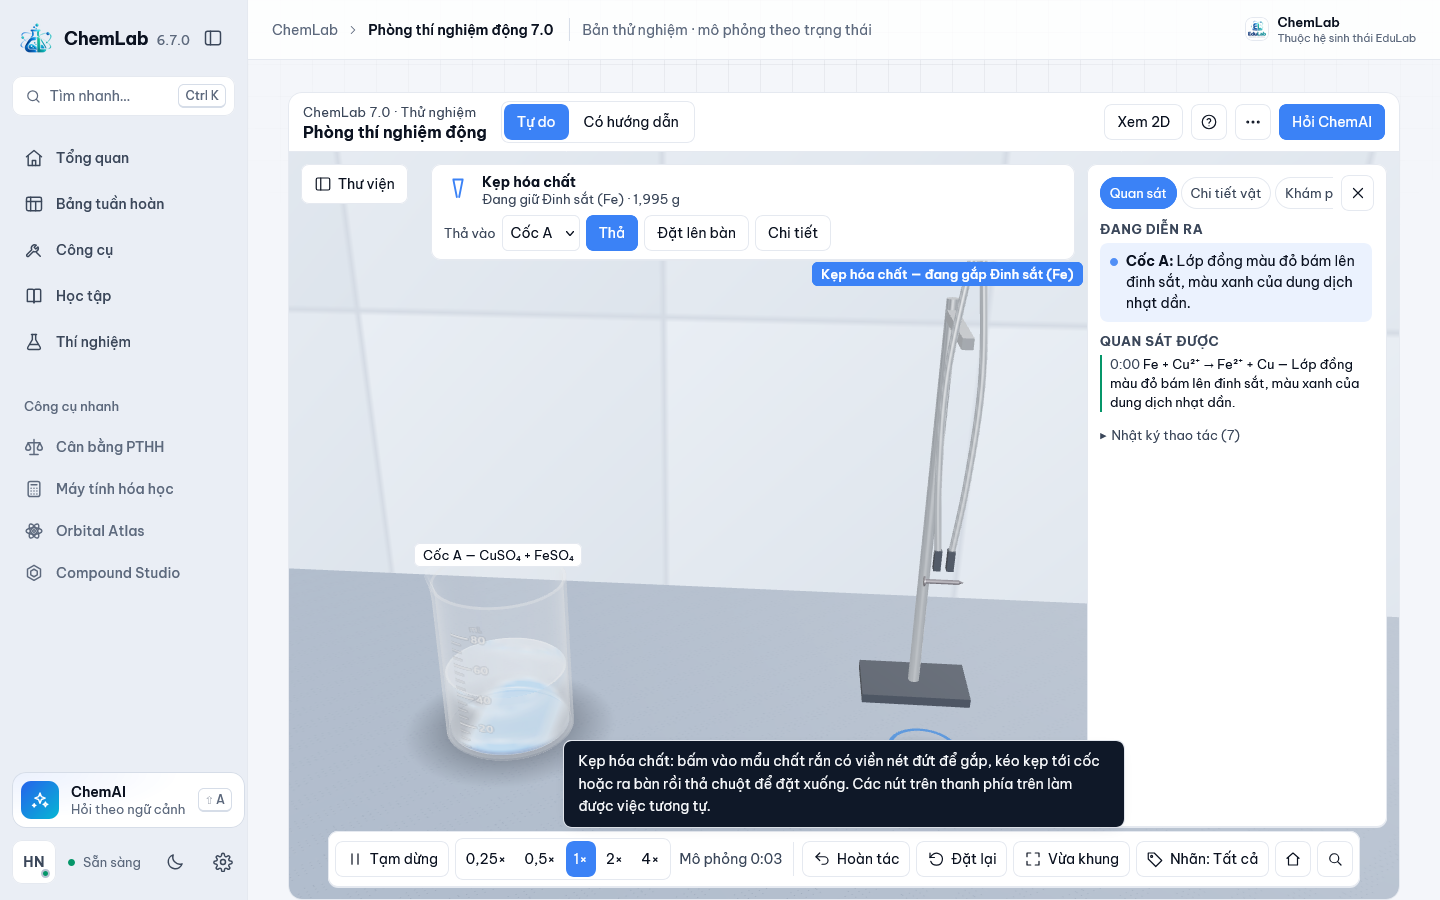 ChemLab 6.7.0
Tìm nhanh... Ctrl K
Tổng quan
Bảng tuần hoàn
Công cụ
Học tập
Thí nghiệm
Công cụ nhanh
Cân bằng PTHH
Máy tính hóa học
Orbital Atlas
Compound Studio
ChemAI
Hỏi theo ngữ cảnh
⇧ A
HN
Sẵn sàng
ChemLab > Phòng thí nghiệm động 7.0
Bản thử nghiệm · mô phỏng theo trạng thái
EduLab
ChemLab
Thuộc hệ sinh thái EduLab
ChemLab 7.0 · Thử nghiệm
Phòng thí nghiệm động
Tự do
Có hướng dẫn
Xem 2D
Hỏi ChemAI
Thư viện
Kẹp hóa chất
Đang giữ Đinh sắt (Fe) · 1,995 g
Thả vào
Cốc A
Thả
Đặt lên bàn
Chi tiết
Kẹp hóa chất — đang gắp Đinh sắt (Fe)
Quan sát
Chi tiết vật
Khám p
ĐANG DIỄN RA
Cốc A: Lớp đồng màu đỏ bám lên
đinh sắt, màu xanh của dung dịch
nhạt dần.
QUAN SÁT ĐƯỢC
0:00 Fe + Cu²⁺ → Fe²⁺ + Cu — Lớp đồng
màu đỏ bám lên đinh sắt, màu xanh của
dung dịch nhạt dần.
▸ Nhật ký thao tác (7)
Cốc A — CuSO₄ + FeSO₄
80
60
40
20
Kẹp hóa chất: bấm vào mẩu chất rắn có viền nét đứt để gắp, kéo kẹp tới cốc
hoặc ra bàn rồi thả chuột để đặt xuống. Các nút trên thanh phía trên làm
được việc tương tự.
Tạm dừng
0,25×
0,5×
1×
2×
4×
Mô phỏng 0:03
Hoàn tác
Đặt lại
Vừa khung
Nhãn: Tất cả